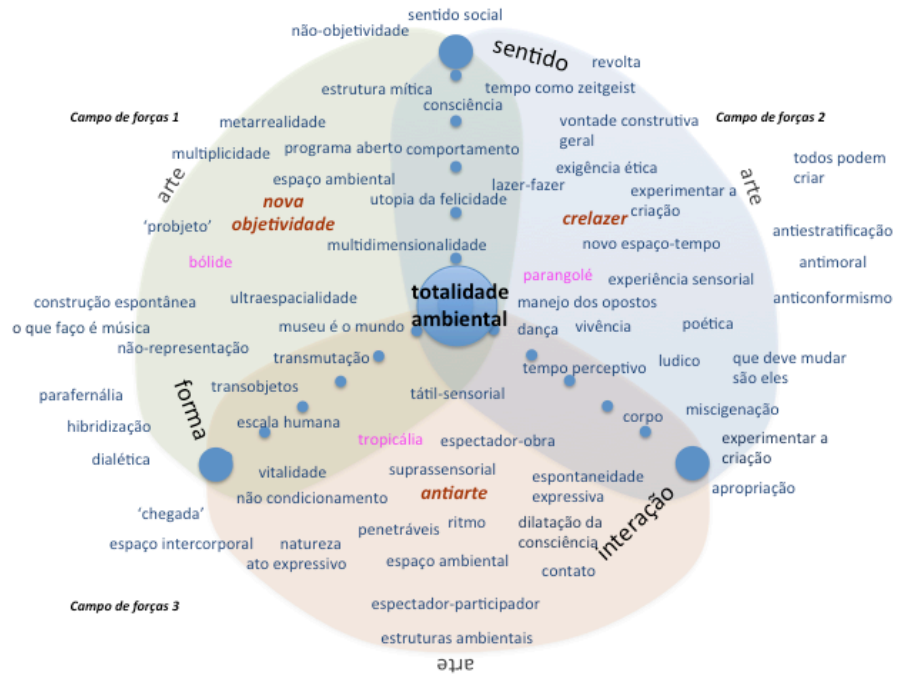 sentido social
não-objetividade
sentido
revolta
estrutura mítica
tempo como zeitgeist
consciência
Campo de forças 1
metarrealidade
vontade construtiva
geral
Campo de forças 2
multiplicidade
programa aberto
comportamento
exigência ética
todos podem
criar
arte
espaço ambiental
lazer-fazer
arte
nova
objetividade
utopia da felicidade
experimentar a
criação
crelazer
'probjeto'
multidimensionalidade
novo espaço-tempo
antiestratificação
bólide
parangolé
experiência sensorial
antimoral
totalidade
ambiental
construção espontânea
ultraespacialidade
manejo dos opostos
anticonformismo
o que faço é música
museu é o mundo
dança
vivência
poética
não-representação
transmutação
tempo perceptivo
ludico
que deve mudar
são eles
forma
parafernália
transobjetos
tátil-sensorial
corpo
miscigenação
hibridização
escala humana
tropicália
espectador-obra
experimentar a
criação
dialética
vitalidade
suprassensorial
espontaneidade
expressiva
interação
apropriação
não condicionamento
antiarte
'chegada'
penetráveis
ritmo
dilatação da
consciência
espaço intercorporal
natureza
ato expressivo
espaço ambiental
contato
Campo de forças 3
espectador-participador
estruturas ambientais
arte